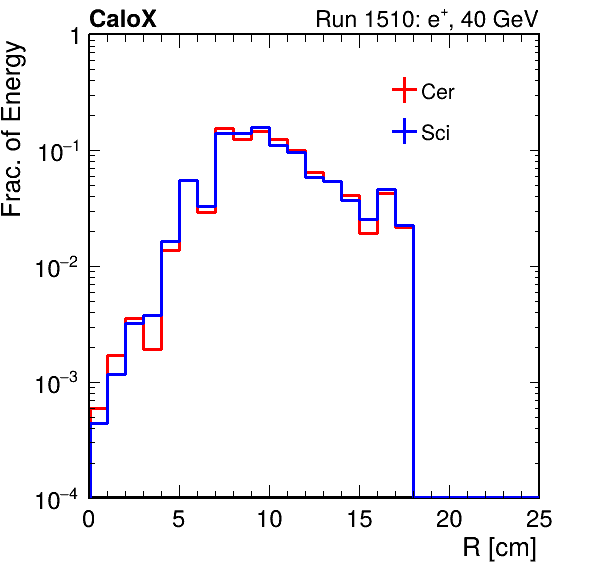 CaloX Run 1510: e⁺, 40 GeV
Frac. of Energy
1
10⁻¹
10⁻²
10⁻³
10⁻⁴
Cer
Sci
0 5 10 15 20 25
R [cm]